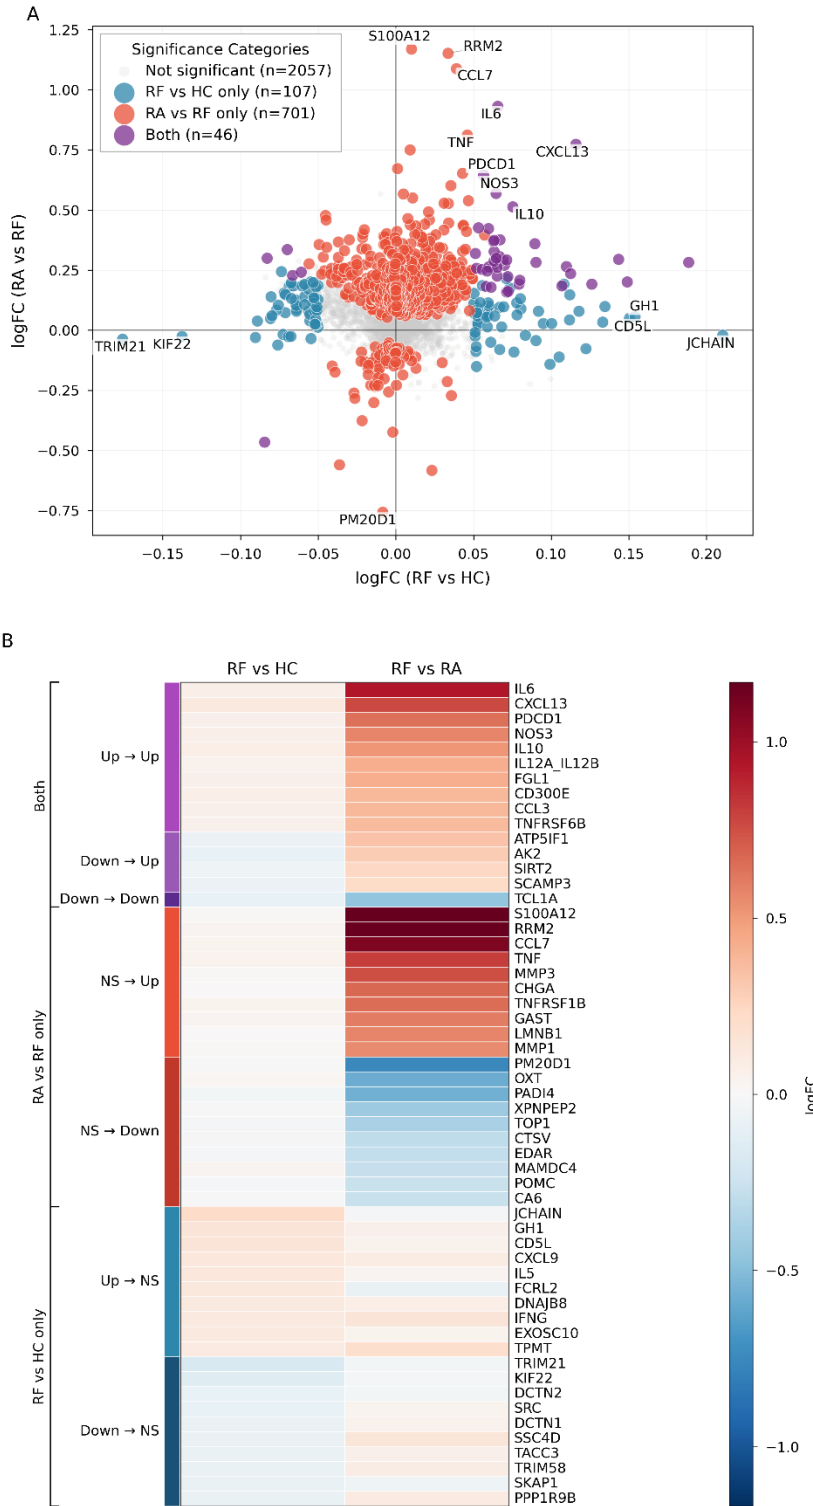 A
1.25
1.00
0.75
0.50
0.25
0.00
−0.25
−0.50
−0.75
logFC (RA vs RF)
Significance Categories
Not significant (n=2057)
RF vs HC only (n=107)
RA vs RF only (n=701)
Both (n=46)
S100A12
RRM2
CCL7
IL6
TNF
CXCL13
PDCD1
NOS3
IL10
GH1
CD5L
JCHAIN
TRIM21
KIF22
PM20D1
−0.15
−0.10
−0.05
0.00
0.05
0.10
0.15
0.20
logFC (RF vs HC)
B
RF vs HC
RF vs RA
Both
Up → Up
Down → Up
Down → Down
RA vs RF only
NS → Up
NS → Down
RF vs HC only
Up → NS
Down → NS
IL6
CXCL13
PDCD1
NOS3
IL10
IL12A_IL12B
FGL1
CD300E
CCL3
TNFRSF6B
ATP5IF1
AK2
SIRT2
SCAMP3
TCL1A
S100A12
RRM2
CCL7
TNF
MMP3
CHGA
TNFRSF1B
GAST
LMNB1
MMP1
PM20D1
OXT
PADI4
XPNPEP2
TOP1
CTSV
EDAR
MAMDC4
POMC
CA6
JCHAIN
GH1
CD5L
CXCL9
IL5
FCRL2
DNAJB8
IFNG
EXOSC10
TPMT
TRIM21
KIF22
DCTN2
SRC
DCTN1
SSC4D
TACC3
TRIM58
SKAP1
PPP1R9B
1.0
0.5
0.0
−0.5
−1.0
logFC